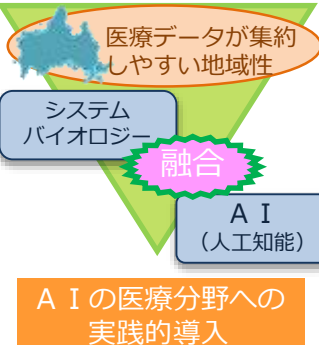 医療データが集約
しやすい地域性
システム
バイオロジー
融合
ＡＩ
（人工知能）
ＡＩの医療分野への
実践的導入